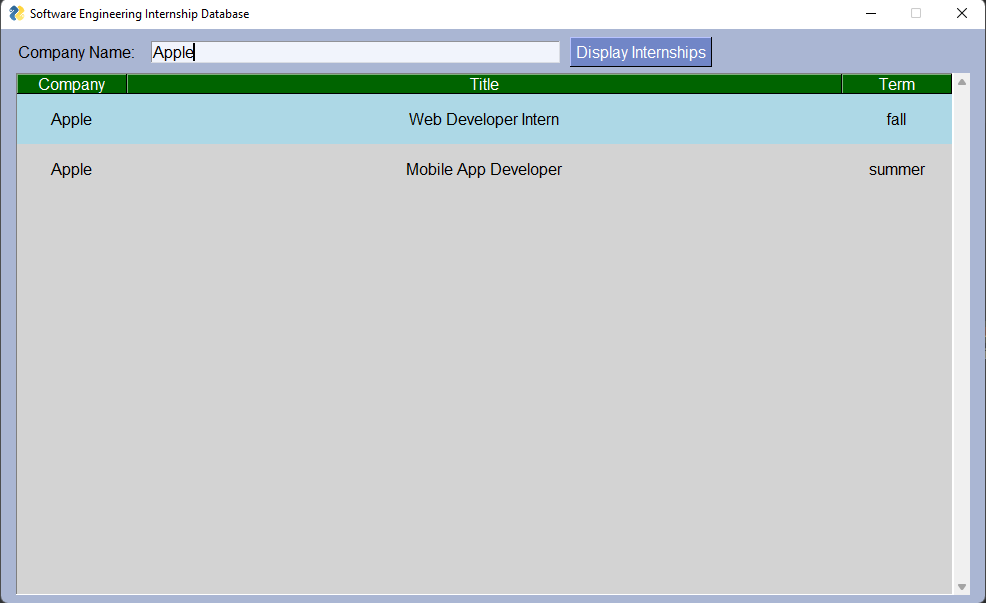 Software Engineering Internship Database
Company Name: Apple Display Internships
Company Title Term
Apple Web Developer Intern fall
Apple Mobile App Developer summer